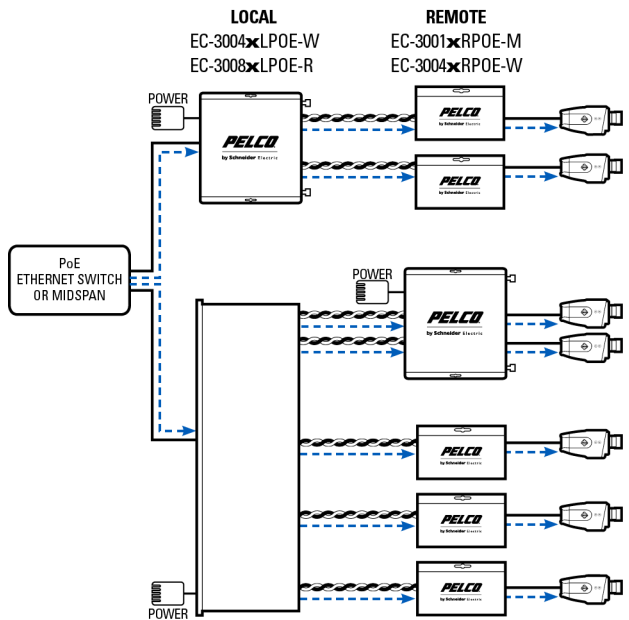 LOCAL
EC-3004xLPOE-W
EC-3008xLPOE-R
REMOTE
EC-3001xRPOE-M
EC-3004xRPOE-W
POWER
PELCO
by Schneider Electric
PELCO
by Schneider Electric
PELCO
by Schneider Electric
PoE
ETHERNET SWITCH
OR MIDSPAN
POWER
PELCO
by Schneider Electric
PELCO
by Schneider Electric
PELCO
by Schneider Electric
PELCO
by Schneider Electric
POWER